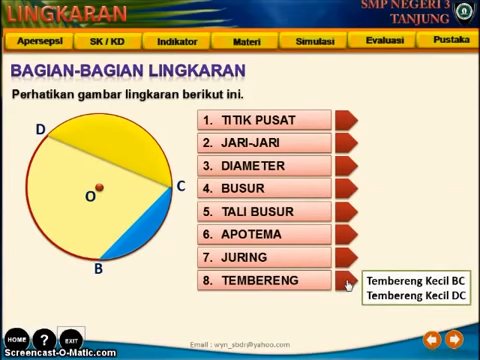 LINGKARAN
SMP NEGERI 3
TANJUNG
Apersepsi
SK / KD
Indikator
Materi
Simulasi
Evaluasi
Pustaka
BAGIAN-BAGIAN LINGKARAN
Perhatikan gambar lingkaran berikut ini.
D
C
O
B
1. TITIK PUSAT
2. JARI-JARI
3. DIAMETER
4. BUSUR
5. TALI BUSUR
6. APOTEMA
7. JURING
8. TEMBERENG
Tembereng Kecil BC
Tembereng Kecil DC
HOME
?
EXIT
Email : wyn_sbdr@yahoo.com
Screencast-O-Matic.com